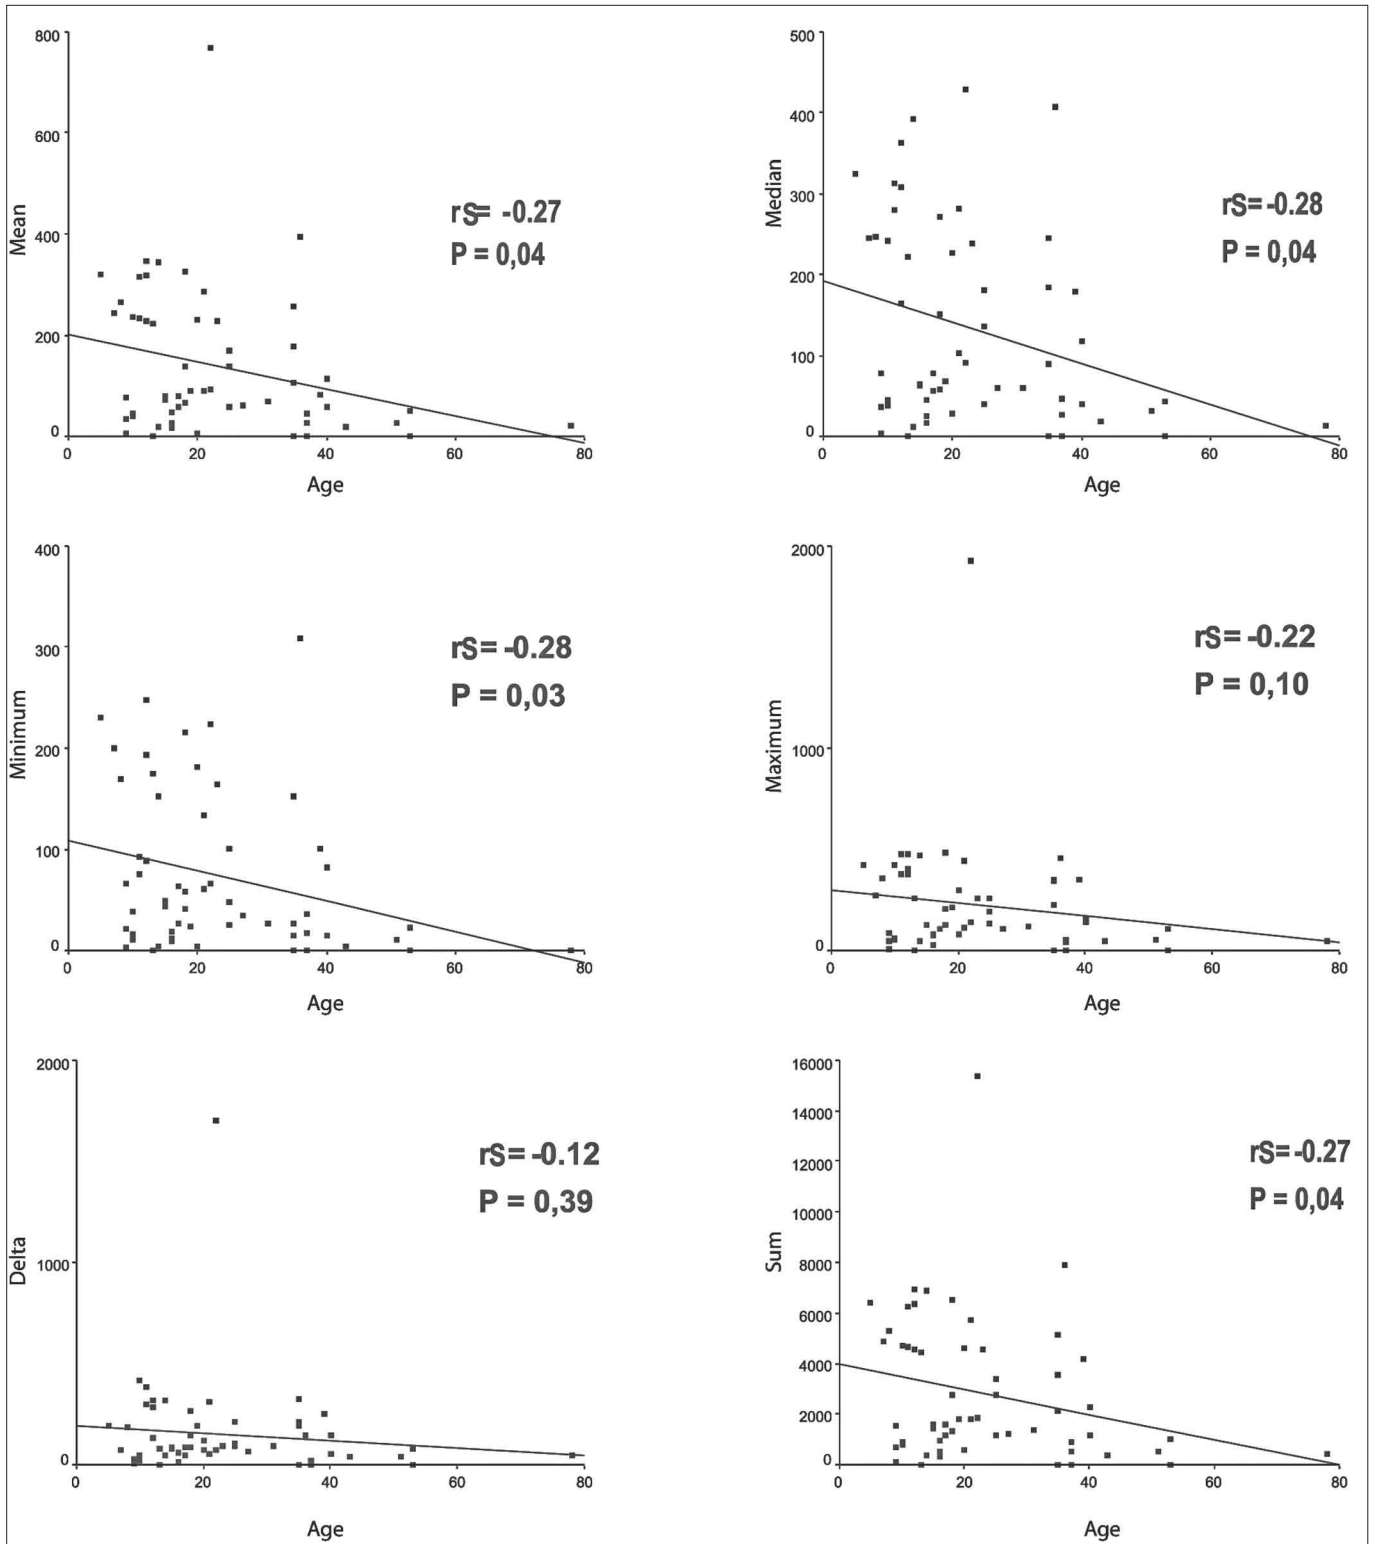 800
600
400
200
0
Mean
rS= -0.27
P = 0,04
0 20 40 60 80
Age
500
400
300
200
100
0
Median
rS=-0.28
P = 0,04
0 20 40 60 80
Age
400
300
200
100
0
Minimum
rS= -0.28
P = 0,03
0 20 40 60 80
Age
2000
1000
0
Maximum
rS= -0.22
P = 0,10
0 20 40 60 80
Age
2000
1000
0
Delta
rS= -0.12
P = 0,39
0 20 40 60 80
Age
16000
14000
12000
10000
8000
6000
4000
2000
0
Sum
rS= -0.27
P = 0,04
0 20 40 60 80
Age